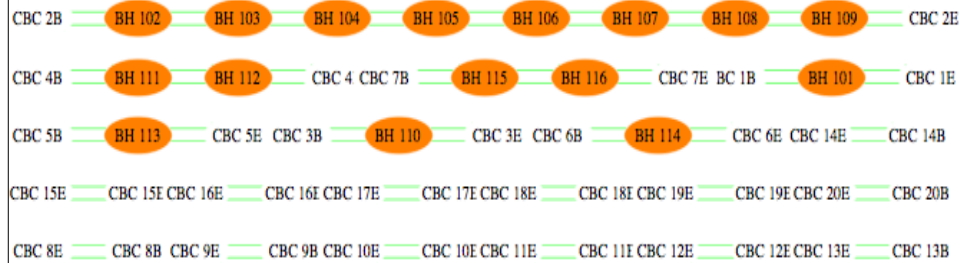 CBC 2B BH 102 BH 103 BH 104 BH 105 BH 106 BH 107 BH 108 BH 109 CBC 2E
CBC 4B BH 111 BH 112 CBC 4 CBC 7B BH 115 BH 116 CBC 7E BC 1B BH 101 CBC 1E
CBC 5B BH 113 CBC 5E CBC 3B BH 110 CBC 3E CBC 6B BH 114 CBC 6E CBC 14E CBC 14B
CBC 15E CBC 15E CBC 16E CBC 16E CBC 17E CBC 17E CBC 18E CBC 18E CBC 19E CBC 19E CBC 20E CBC 20B
CBC 8E CBC 8B CBC 9E CBC 9B CBC 10E CBC 10E CBC 11E CBC 11E CBC 12E CBC 12E CBC 13E CBC 13B